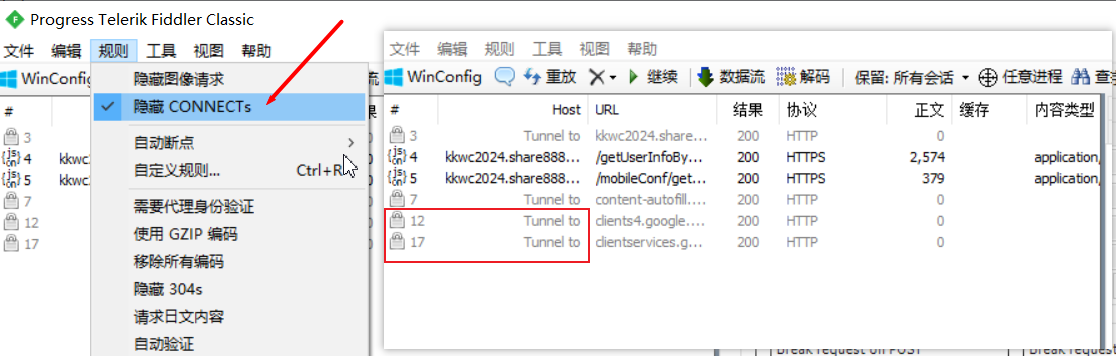 Progress Telerik Fiddler Classic
文件 编辑 规则 工具 视图 帮助
WinConfig 流
隐藏图像请求
隐藏 CONNECTs
自动断点
自定义规则... Ctrl+R
需要代理身份验证
使用 GZIP 编码
移除所有编码
隐藏 304s
请求日文内容
自动验证
# 果
3
4 kkwc
5 kkwc
7
12
17
文件 编辑 规则 工具 视图 帮助
WinConfig 重放 继续 数据流 解码 保留: 所有会话 任意进程
# Host URL 结果 协议 正文 缓存 内容类型
3 Tunnel to kkwc2024.share... 200 HTTP 0
4 kkwc2024.share888... /getUserInfoBy... 200 HTTPS 2,574 application,
5 kkwc2024.share888... /mobileConf/get... 200 HTTPS 379 application,
7 Tunnel to content-autofill.... 200 HTTP 0
12 Tunnel to clients4.google.... 200 HTTP 0
17 Tunnel to clientservices.g... 200 HTTP 0